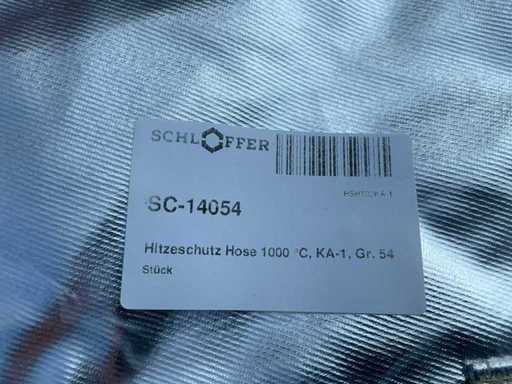 SCHLOFFER
SC-14054
Hitzeschutz Hose 1000 °C, KA-1, Gr. 54
Stück